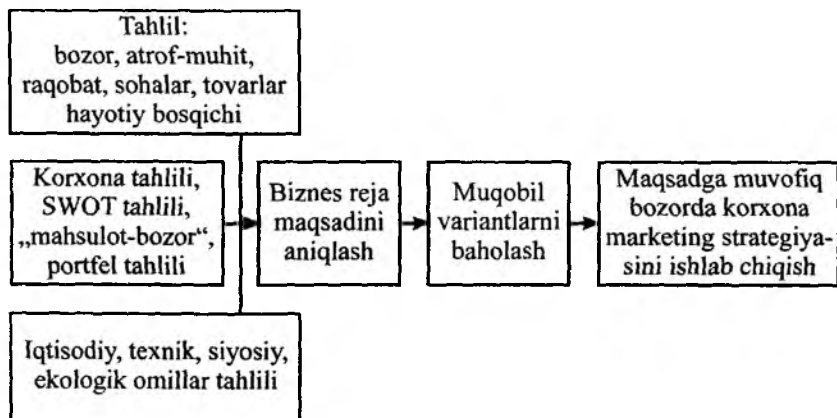 Tahlil:
bozor, atrof-muhit,
raqobat, sohalar, tovarlar
hayotiy bosqichi
Korxona tahlili,
SWOT tahlili,
„mahsulot-bozor“,
portfel tahlili
Iqtisodiy, texnik, siyosiy,
ekologik omillar tahlili
Biznes reja
maqsadini
aniqlash
Muqobil
variantlarni
baholash
Maqsadga muvofiq
bozorda korxona
marketing strategiya-
sini ishlab chiqish